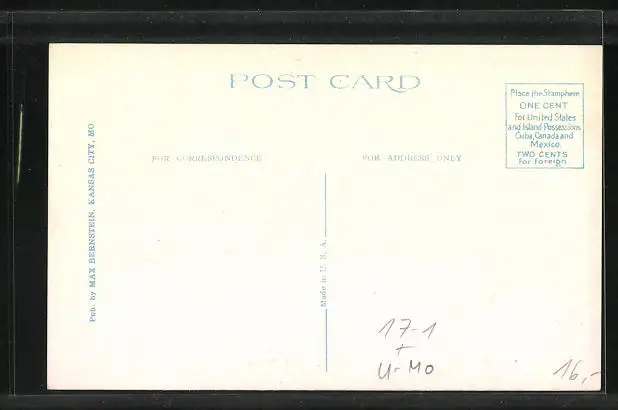 POST CARD
Place the Stamp here
ONE CENT
For United States
and Island Possessions
Cuba, Canada and
Mexico.
TWO CENTS
for Foreign
FOR CORRESPONDENCE
FOR ADDRESS ONLY
Pub. by MAX BERNSTEIN, KANSAS CITY, MO
Made in U. S. A.
17-1
+
U-MO
16,-